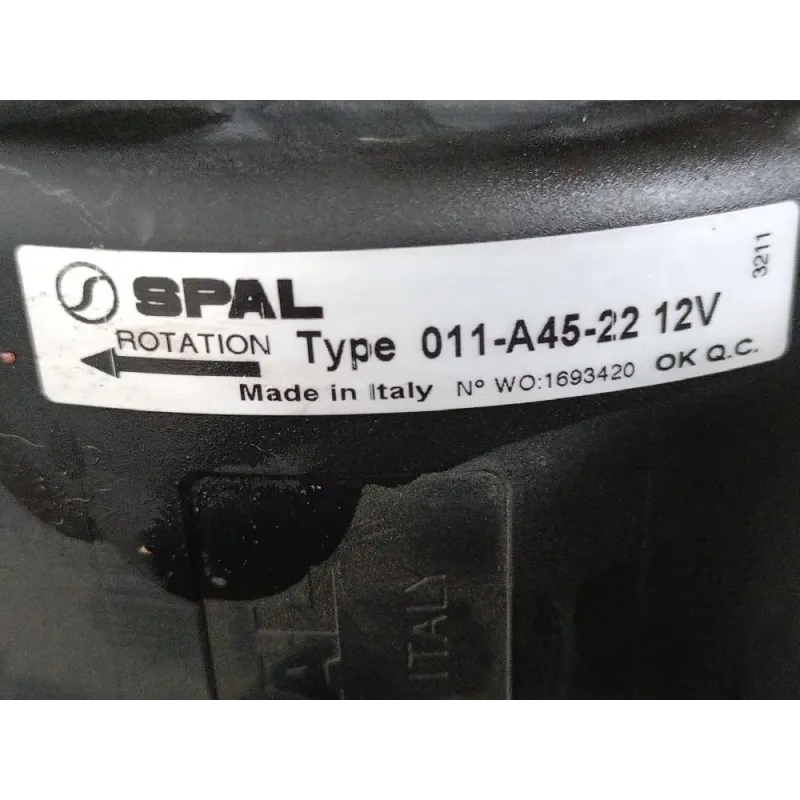 SPAL
ROTATION
Type 011-A45-22 12V
Made in Italy N° WO:1693420 OK Q.C.
3211
ITALY